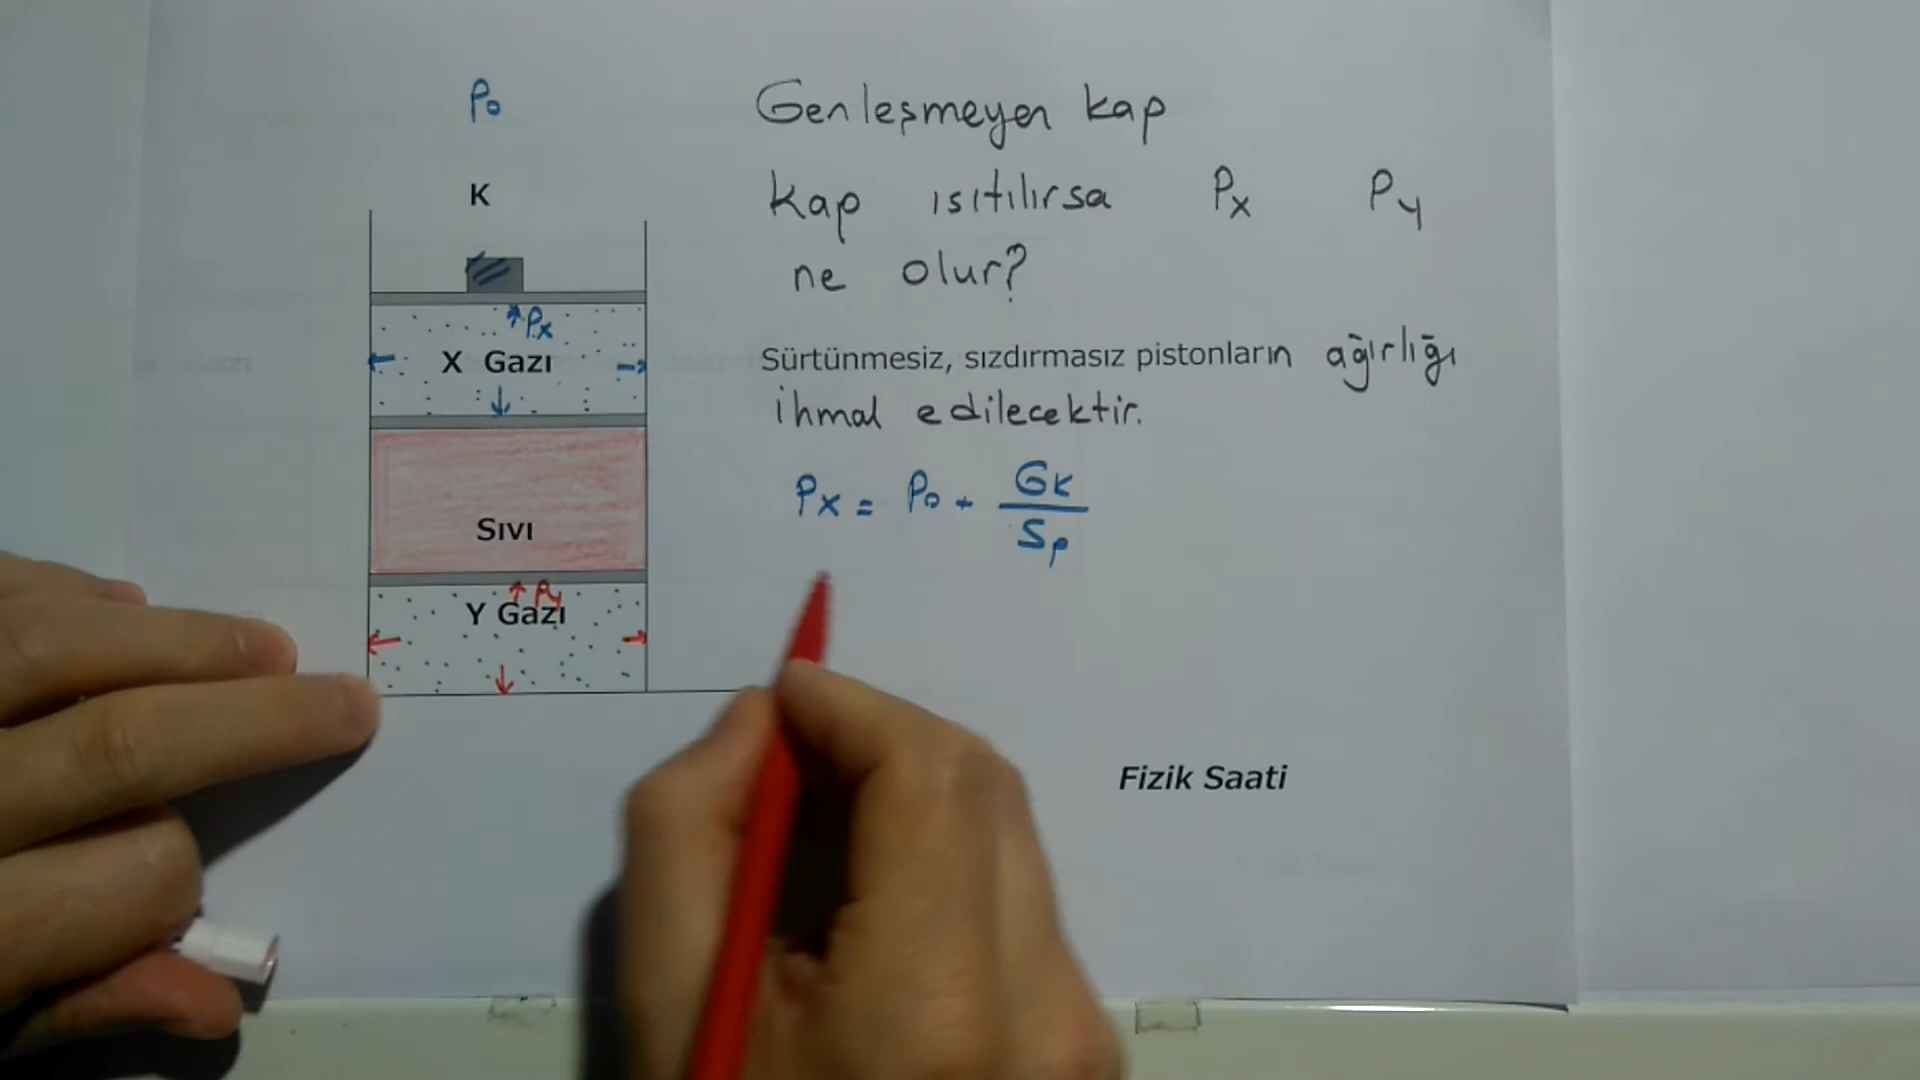 P₀
K
Px
X Gazı
Sıvı
Py
Y Gazı
Genleşmeyen kap
Kap ısıtılırsa Px Py
ne olur?
Sürtünmesiz, sızdırmasız pistonların ağırlığı
ihmal edilecektir.
Px = P₀ + GK
Sp
Fizik Saati